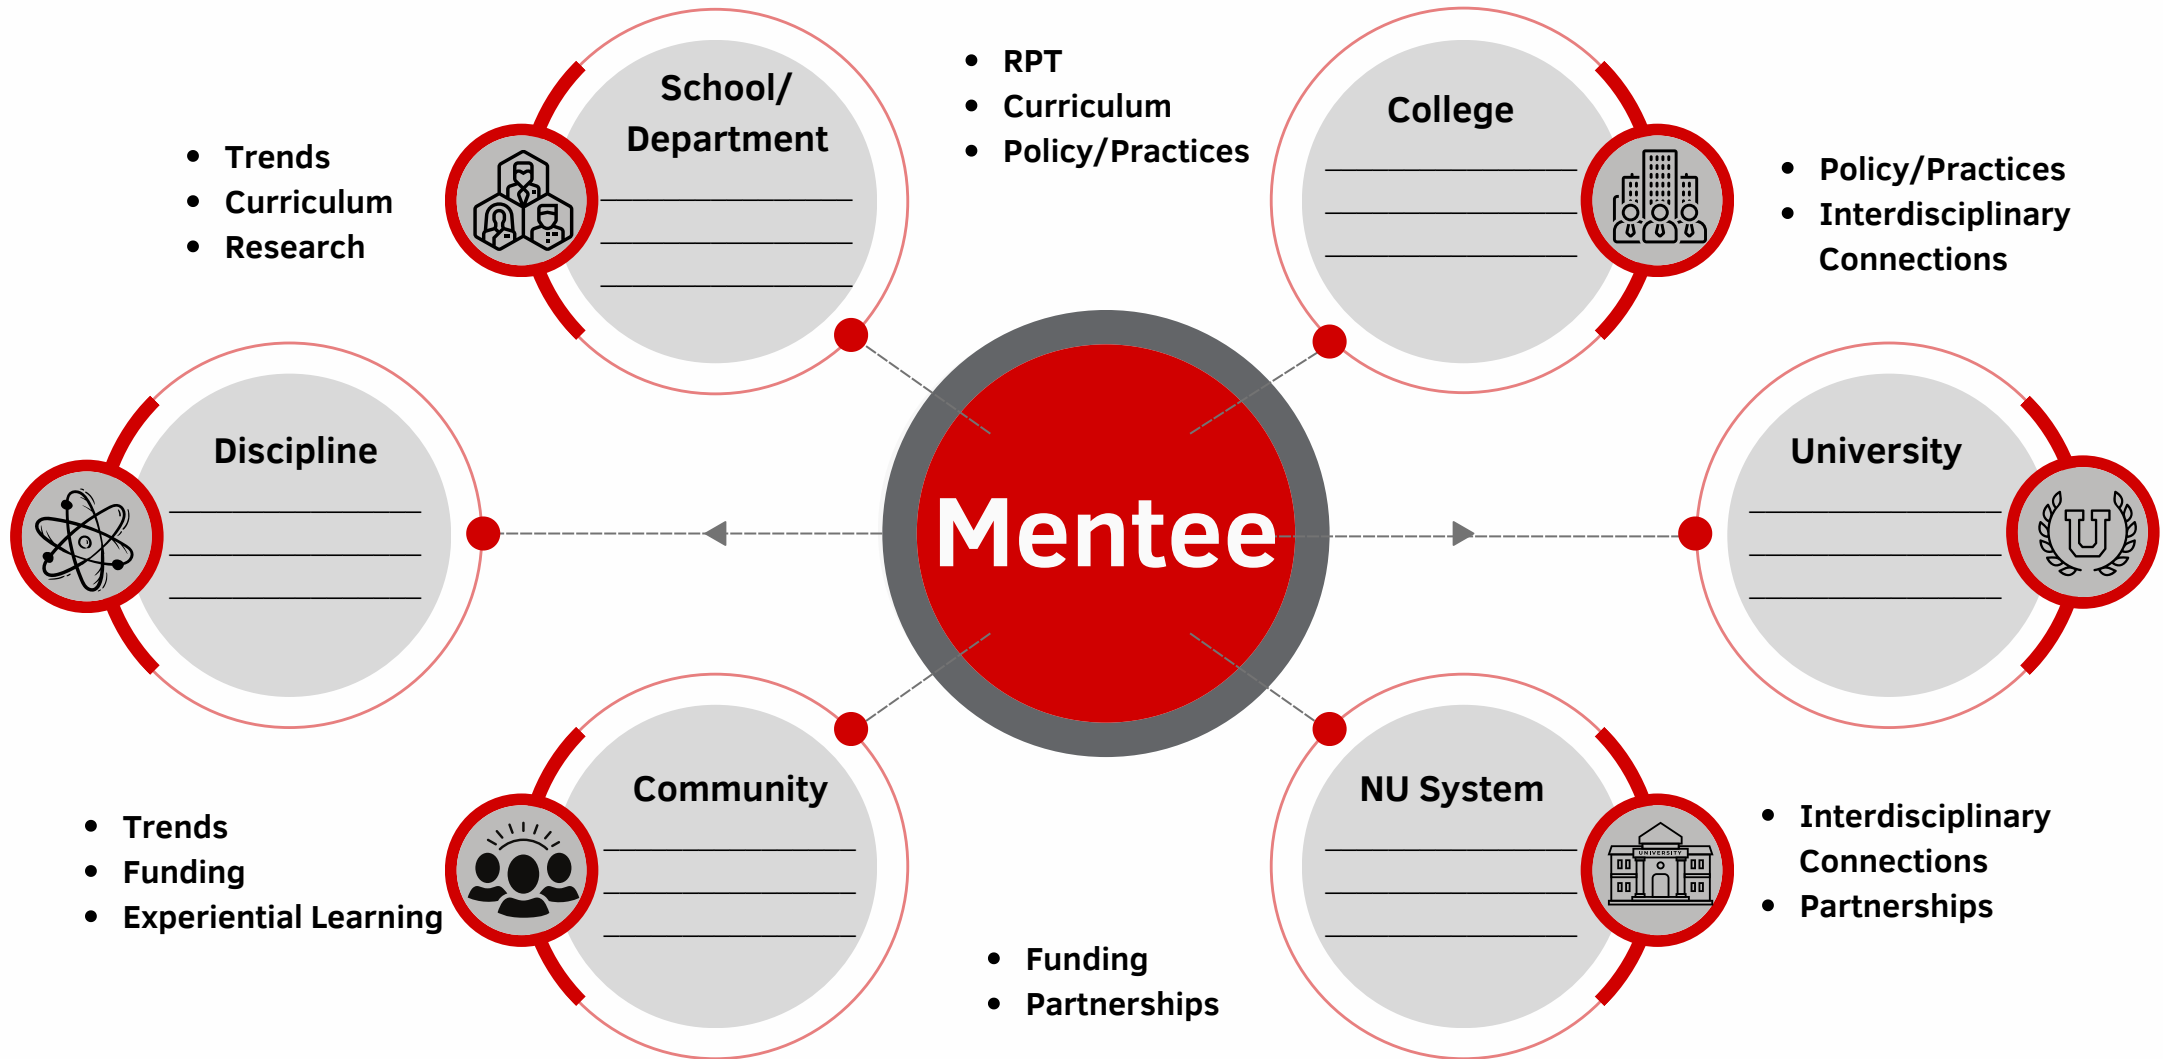 School/
Department
• RPT
• Curriculum
• Policy/Practices
College
• Trends
• Curriculum
• Research
• Policy/Practices
• Interdisciplinary
Connections
Discipline
Mentee
University
U
Community
NU System
UNIVERSITY
• Trends
• Funding
• Experiential Learning
• Interdisciplinary
Connections
• Partnerships
• Funding
• Partnerships